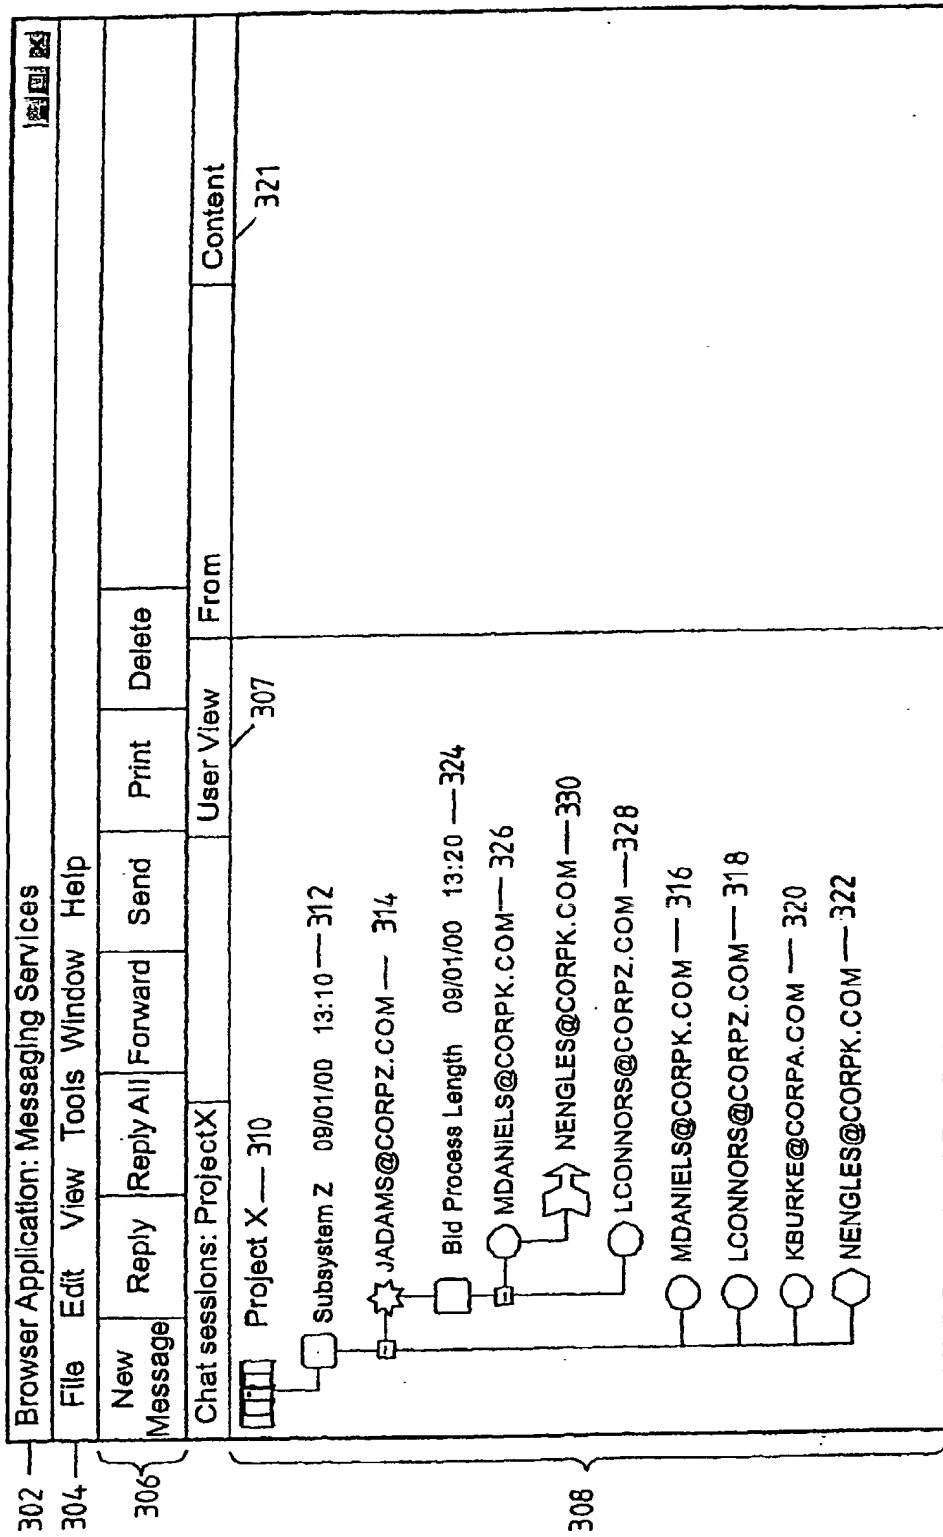 302 Browser Application: Messaging Services
304 File Edit View Tools Window Help
306 New Message Reply Reply All Forward Send Print Delete
Chat sessions: ProjectX User View From Content
307 321
308
Project X 310
Subsystem Z 09/01/00 13:10 312
JADAMS@CORPZ.COM 314
Bid Process Length 09/01/00 13:20 324
MDANIELS@CORPK.COM 326
NENGLES@CORPK.COM 330
LCONNORS@CORPZ.COM 328
MDANIELS@CORPK.COM 316
LCONNORS@CORPZ.COM 318
KBURKE@CORPA.COM 320
NENGLES@CORPK.COM 322